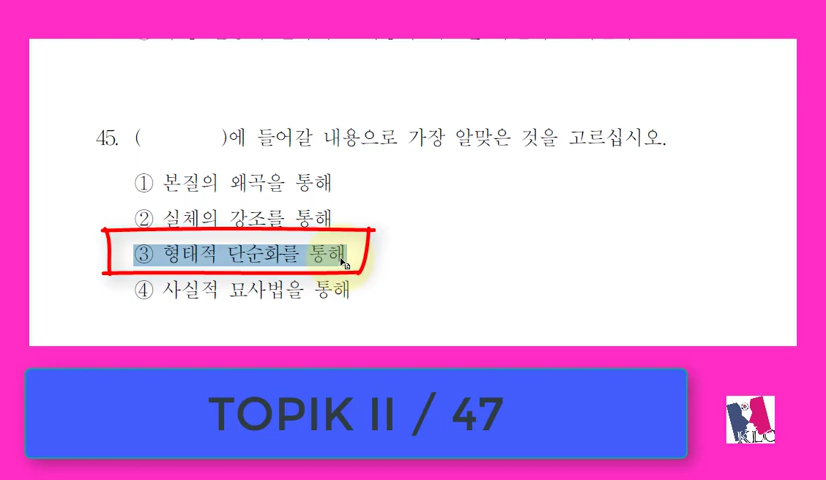 45. (          )에 들어갈 내용으로 가장 알맞은 것을 고르십시오.
① 본질의 왜곡을 통해
② 실체의 강조를 통해
③ 형태적 단순화를 통해
④ 사실적 묘사법을 통해
TOPIK II / 47
KLC